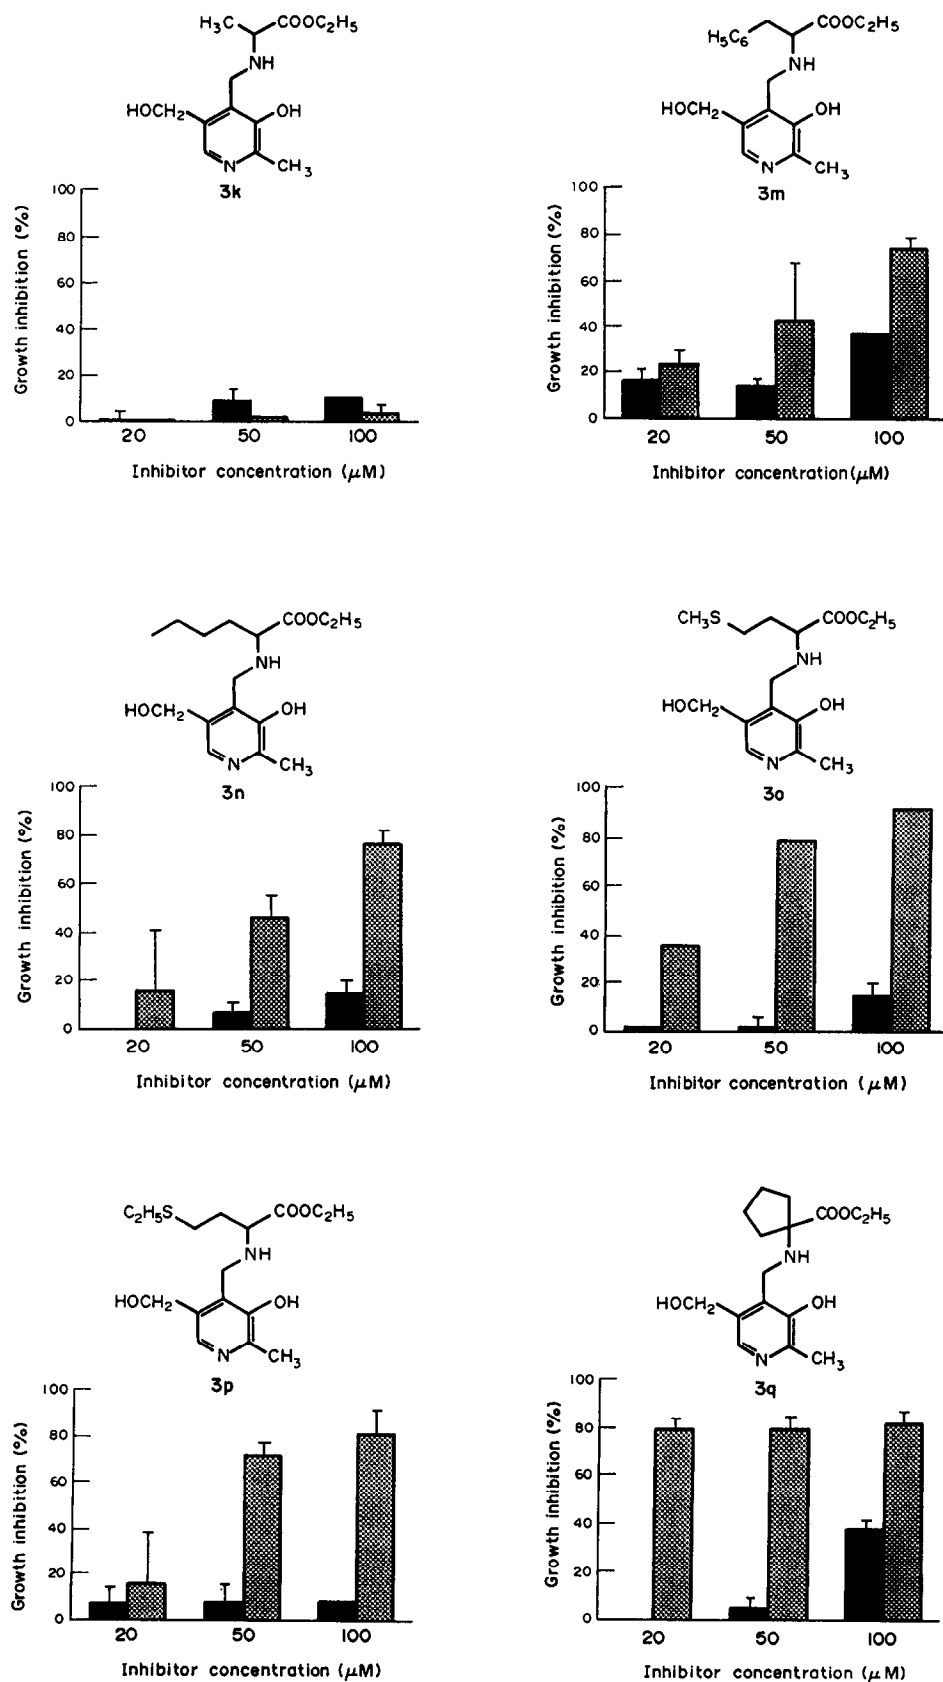 H₃C COOC₂H₅
NH
HOCH₂ OH
N CH₃
3k
Growth inhibition (%)
100
80
60
40
20
0
20 50 100
Inhibitor concentration (μM)
H₅C₆ COOC₂H₅
NH
HOCH₂ OH
N CH₃
3m
Growth inhibition (%)
100
80
60
40
20
0
20 50 100
Inhibitor concentration(μM)
COOC₂H₅
NH
HOCH₂ OH
N CH₃
3n
Growth inhibition (%)
100
80
60
40
20
0
20 50 100
Inhibitor concentration (μM)
CH₃S COOC₂H₅
NH
HOCH₂ OH
N CH₃
3o
Growth inhibition (%)
100
80
60
40
20
0
20 50 100
Inhibitor concentration (μM)
C₂H₅S COOC₂H₅
NH
HOCH₂ OH
N CH₃
3p
Growth inhibition (%)
100
80
60
40
20
0
20 50 100
Inhibitor concentration (μM)
COOC₂H₅
NH
HOCH₂ OH
N CH₃
3q
Growth inhibition (%)
100
80
60
40
20
0
20 50 100
Inhibitor concentration (μM)